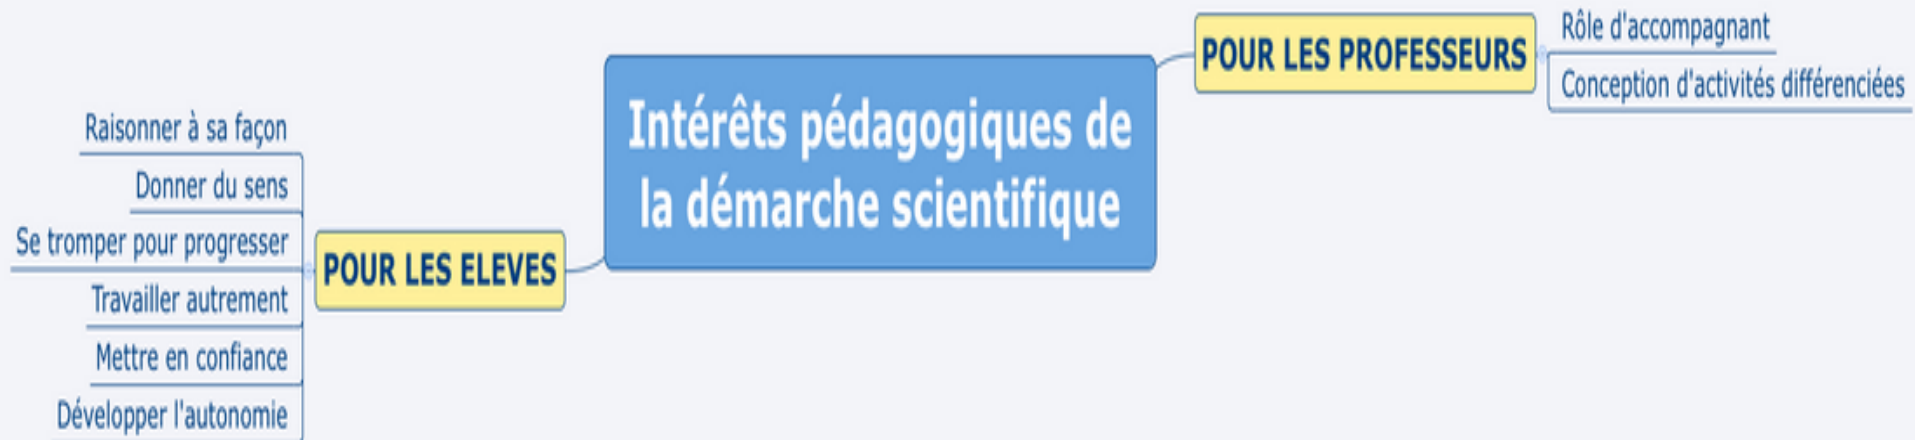 Intérêts pédagogiques de
la démarche scientifique
POUR LES PROFESSEURS
Rôle d'accompagnant
Conception d'activités différenciées
POUR LES ELEVES
Raisonner à sa façon
Donner du sens
Se tromper pour progresser
Travailler autrement
Mettre en confiance
Développer l'autonomie